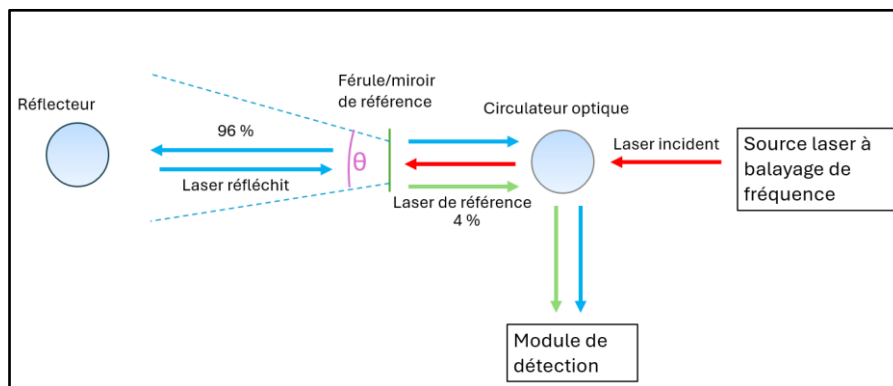 Réflecteur
96 %
Laser réfléchit
Férule/miroir
de référence
θ
Laser de référence
4 %
Circulateur optique
Laser incident
Source laser à
balayage de
fréquence
Module de
détection